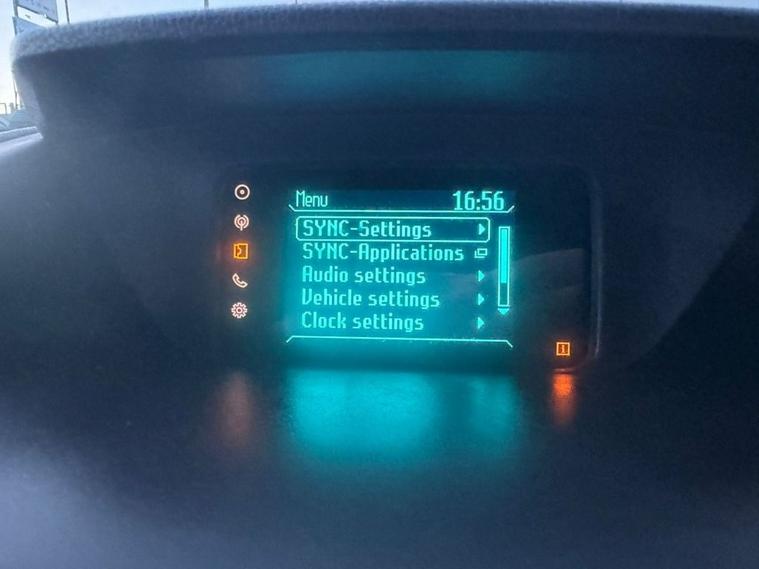 Menu 16:56
SYNC-Settings
SYNC-Applications
Audio settings
Vehicle settings
Clock settings
i